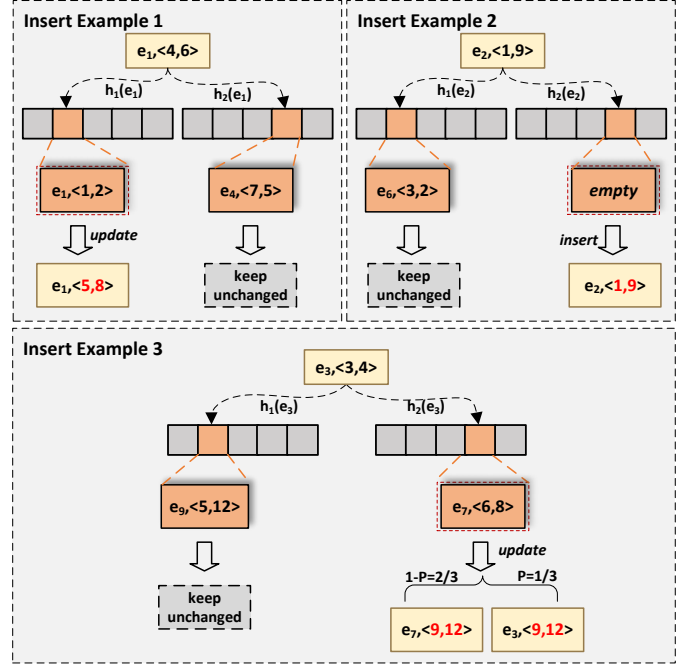 Insert Example 1
e₁,<4,6>
h₁(e₁)
h₂(e₁)
e₁,<1,2>
e₄,<7,5>
update
e₁,<5,8>
keep
unchanged
Insert Example 2
e₂,<1,9>
h₁(e₂)
h₂(e₂)
e₆,<3,2>
empty
insert
keep
unchanged
e₂,<1,9>
Insert Example 3
e₃,<3,4>
h₁(e₃)
h₂(e₃)
e₉,<5,12>
e₇,<6,8>
update
1-P=2/3
P=1/3
keep
unchanged
e₇,<9,12>
e₃,<9,12>